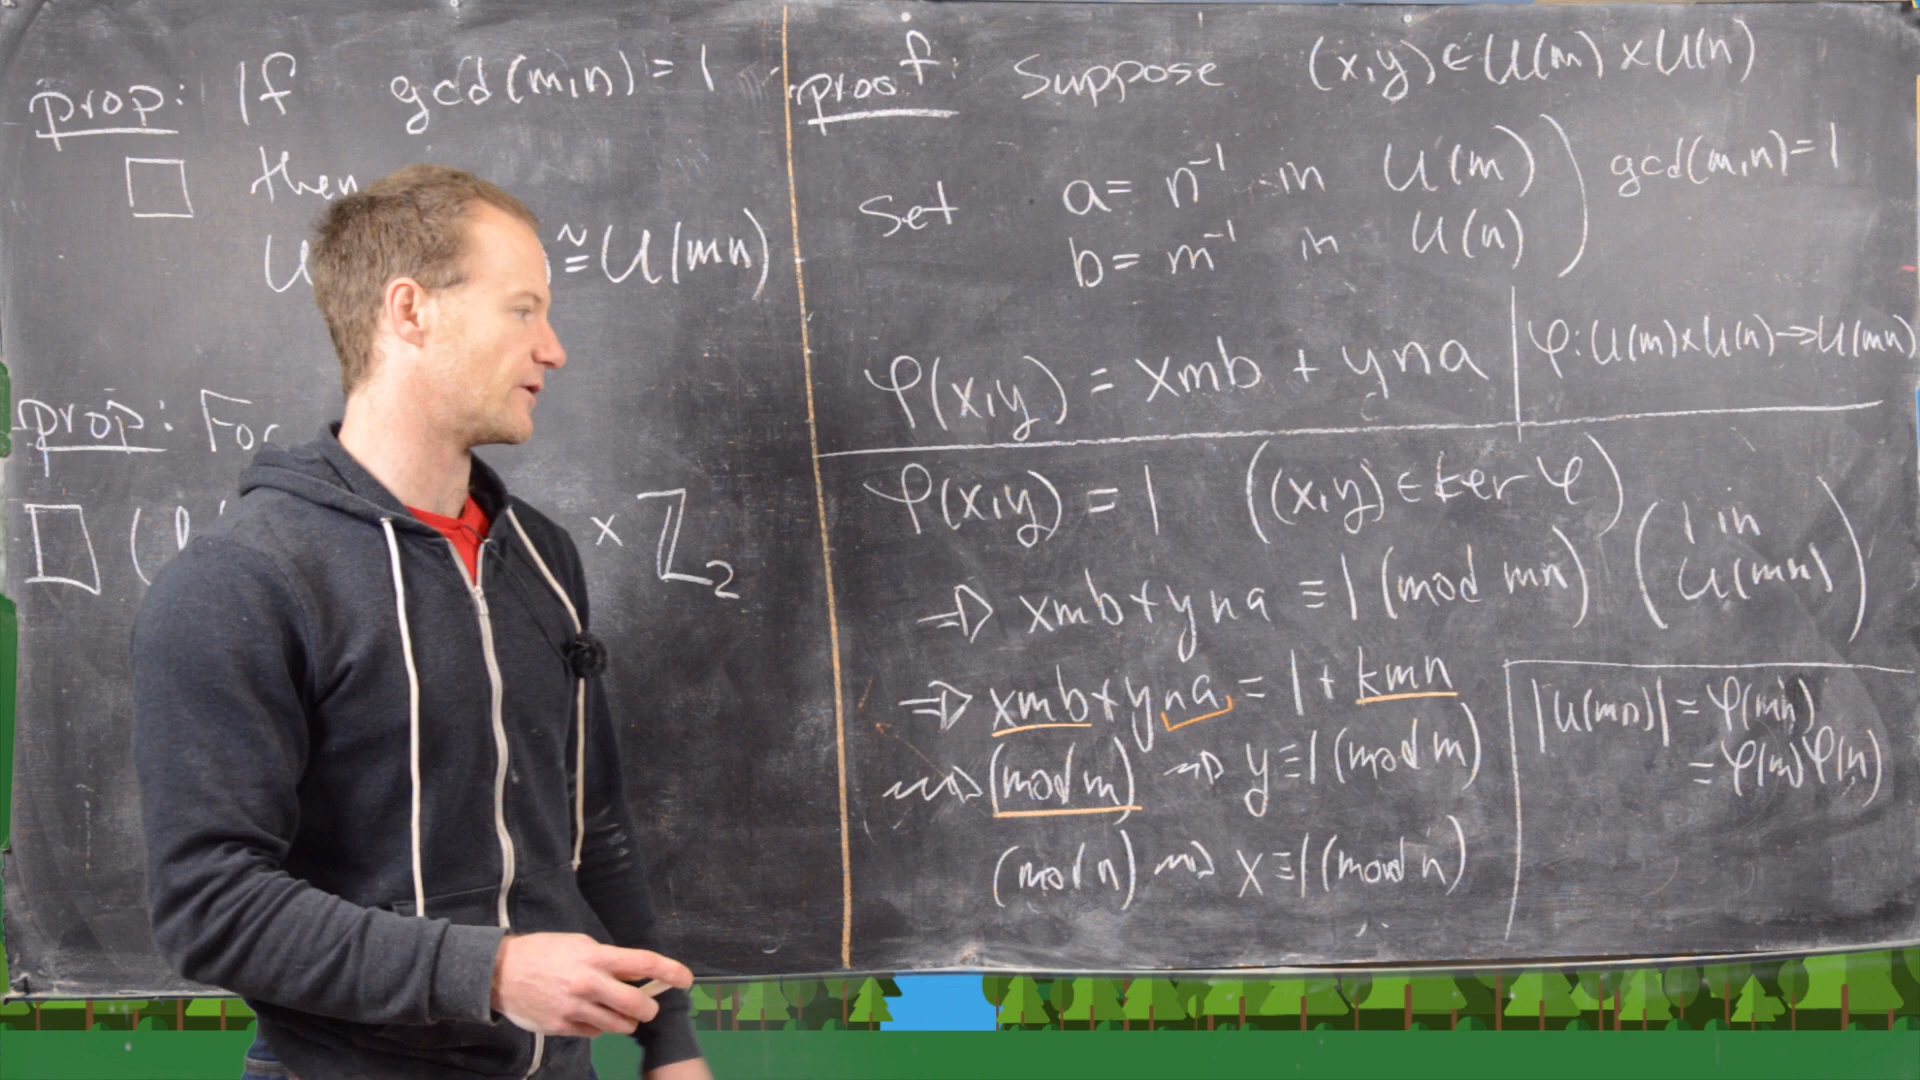 prop: If gcd(m,n)=1
then
U ≅ U(mn)
prop: For
× ℤ₂
proof: Suppose (x,y)∈U(m)×U(n)
Set a= n⁻¹ in U(m) ) gcd(m,n)=1
b= m⁻¹ in U(n)
φ(x,y) = xmb + yna
φ:U(m)×U(n)→U(mn)
φ(x,y) = 1 ((x,y)∈ker φ)
(1 in
U(mn))
⇒ xmb+yna ≡ 1 (mod mn)
⇒ xmb+yna = 1+kmn
⇝ (mod m) ⇝ y≡1 (mod m)
(mod n) ⇝ x≡1 (mod n)
|U(mn)| = φ(mn)
= φ(m)φ(n)